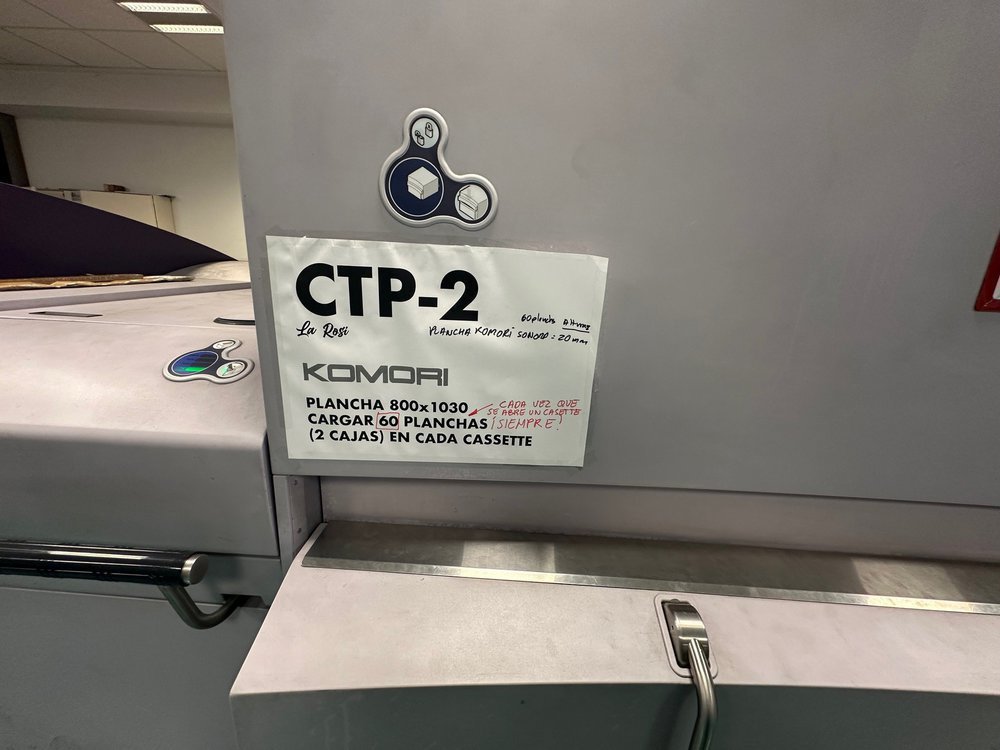 CTP-2
La Rosi
60 planchas
PLANCHA KOMORI SONORA = 20 mm
KOMORI
PLANCHA 800x1030
CARGAR 60 PLANCHAS
(2 CAJAS) EN CADA CASSETTE
CADA VEZ QUE
SE ABRE UN CASETTE
¡SIEMPRE!